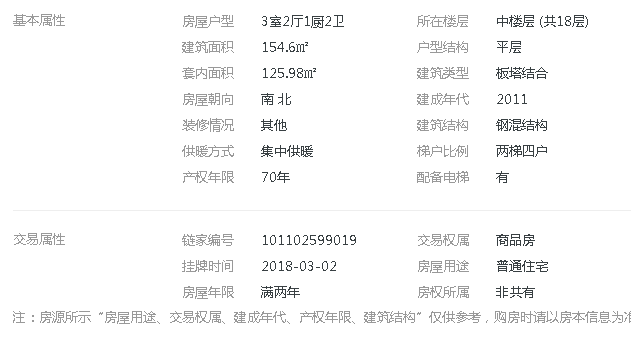 基本属性 房屋户型 3室2厅1厨2卫 所在楼层 中楼层 (共18层)
建筑面积 154.6㎡ 户型结构 平层
套内面积 125.98㎡ 建筑类型 板塔结合
房屋朝向 南 北 建成年代 2011
装修情况 其他 建筑结构 钢混结构
供暖方式 集中供暖 梯户比例 两梯四户
产权年限 70年 配备电梯 有
交易属性 链家编号 101102599019 交易权属 商品房
挂牌时间 2018-03-02 房屋用途 普通住宅
房屋年限 满两年 房权所属 非共有
注：房源所示“房屋用途、交易权属、建成年代、产权年限、建筑结构”仅供参考，购房时请以房本信息为准